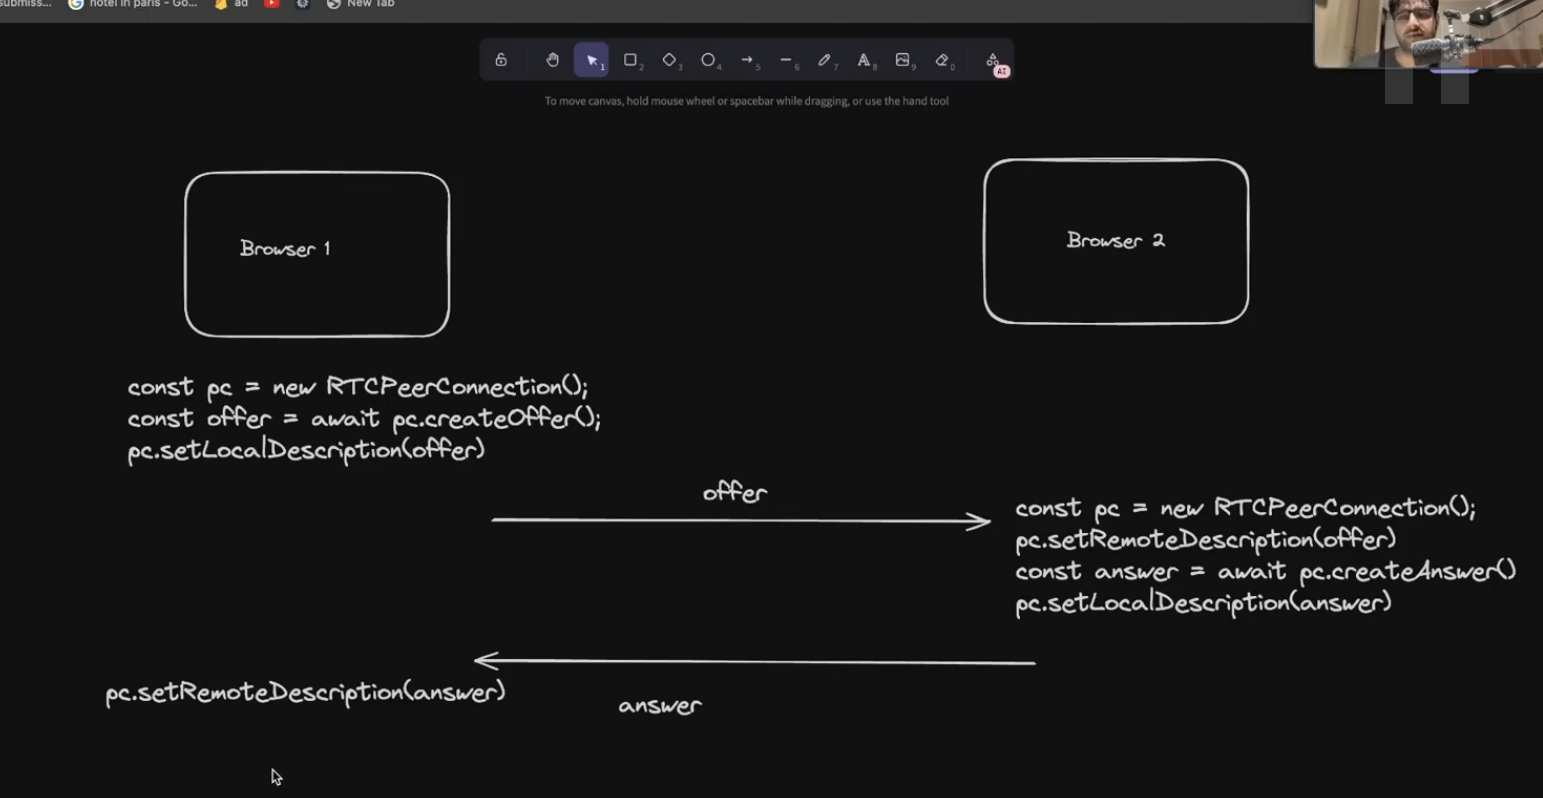 submiss...
hotel in paris - Go...
ad
New Tab
1
2
3
4
5
6
7
A
8
9
0
AI
To move canvas, hold mouse wheel or spacebar while dragging, or use the hand tool
Browser 1
Browser 2
const pc = new RTCPeerConnection();
const offer = await pc.createOffer();
pc.setLocalDescription(offer)
offer
const pc = new RTCPeerConnection();
pc.setRemoteDescription(offer)
const answer = await pc.createAnswer()
pc.setLocalDescription(answer)
pc.setRemoteDescription(answer)
answer